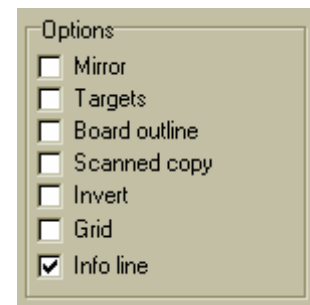 Options
Mirror
Targets
Board outline
Scanned copy
Invert
Grid
Info line